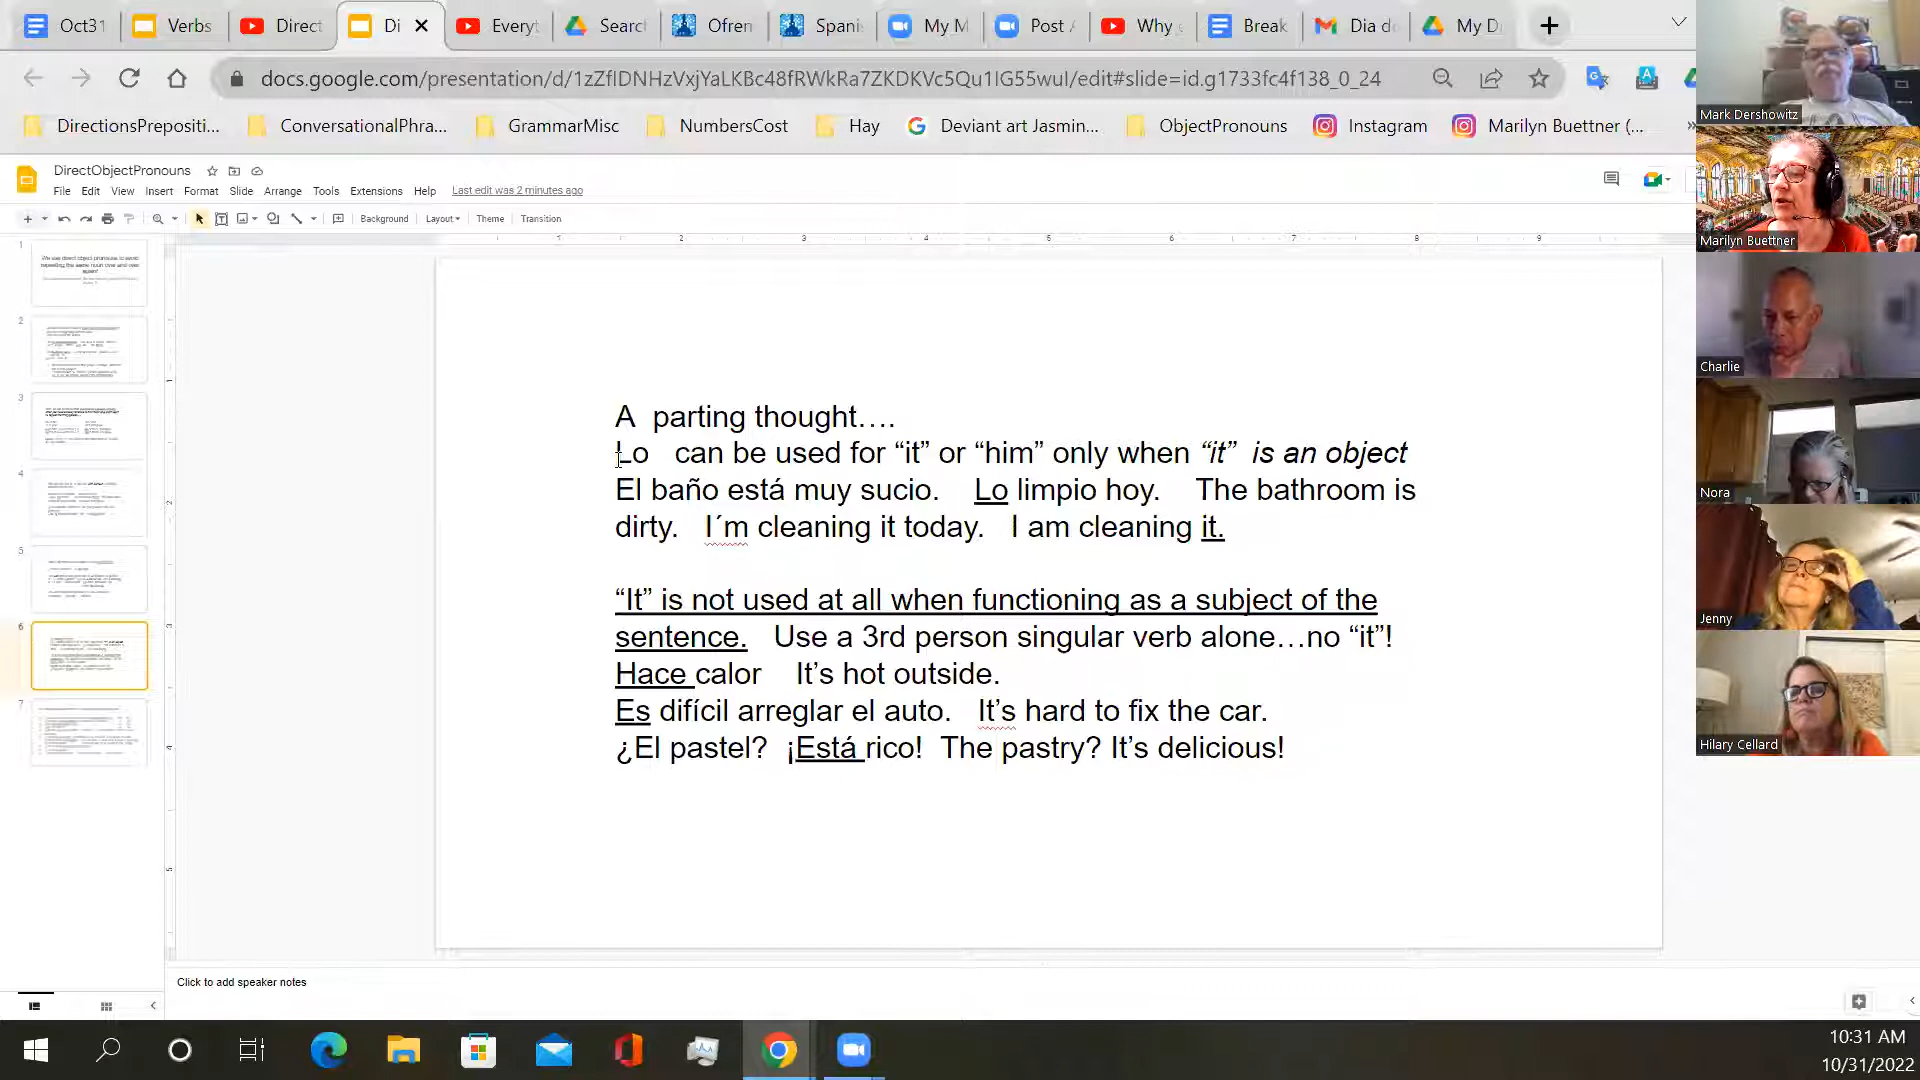 Oct31
Verbs
Direct
Di
Everyt
Search
Ofren
Spani
My M
Post A
Why
Break
Dia d
My D
docs.google.com/presentation/d/1zZflDNHzVxjYaLKBc48fRWkRa7ZKDKVc5Qu1IG55wuI/edit#slide=id.g1733fc4f138_0_24
DirectionsPrepositi...
ConversationalPhra...
GrammarMisc
NumbersCost
Hay
Deviant art Jasmin...
ObjectPronouns
Instagram
Marilyn Buettner (...
DirectObjectPronouns
File Edit View Insert Format Slide Arrange Tools Extensions Help Last edit was 2 minutes ago
Background Layout Theme Transition
A parting thought….
Lo can be used for “it” or “him” only when “it” is an object
El baño está muy sucio. Lo limpio hoy. The bathroom is
dirty. I´m cleaning it today. I am cleaning it.
“It” is not used at all when functioning as a subject of the
sentence. Use a 3rd person singular verb alone…no “it”!
Hace calor It’s hot outside.
Es difícil arreglar el auto. It’s hard to fix the car.
¿El pastel? ¡Está rico! The pastry? It’s delicious!
Click to add speaker notes
Mark Dershowitz
Marilyn Buettner
Charlie
Nora
Jenny
Hilary Cellard
10:31 AM
10/31/2022